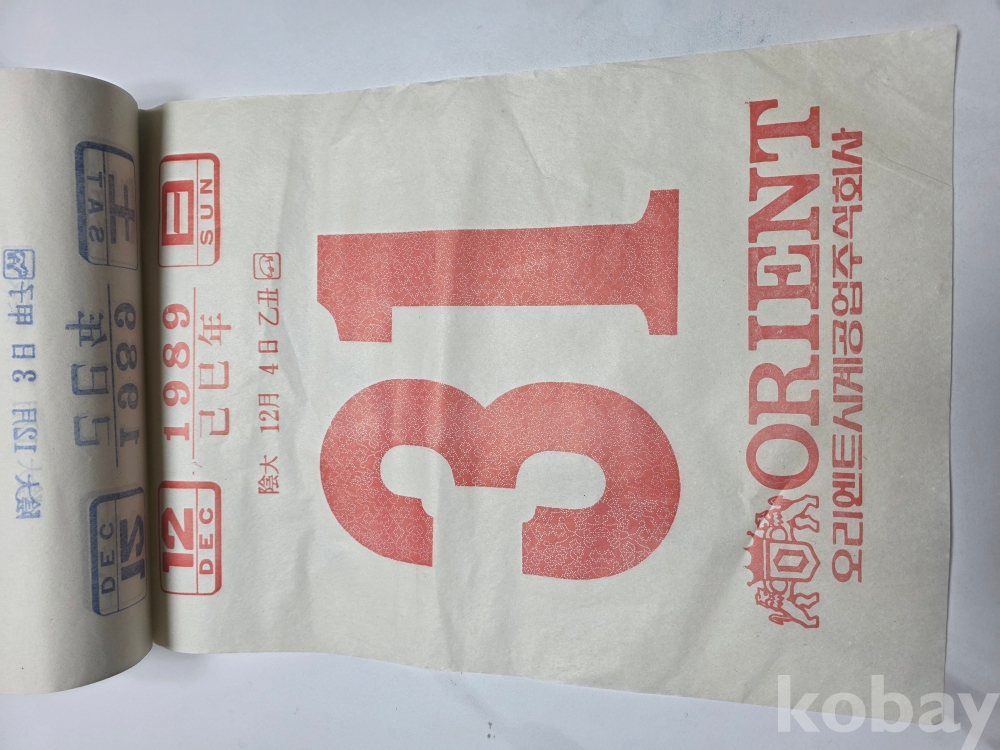 陰大 12月 3日 甲子
12 DEC
1989
己巳年
土 SAT
12 DEC
1989
己巳年
日 SUN
陰大 12月 4日 乙丑
31
ORIENT
오리엔트시계공업주식회사
kobay